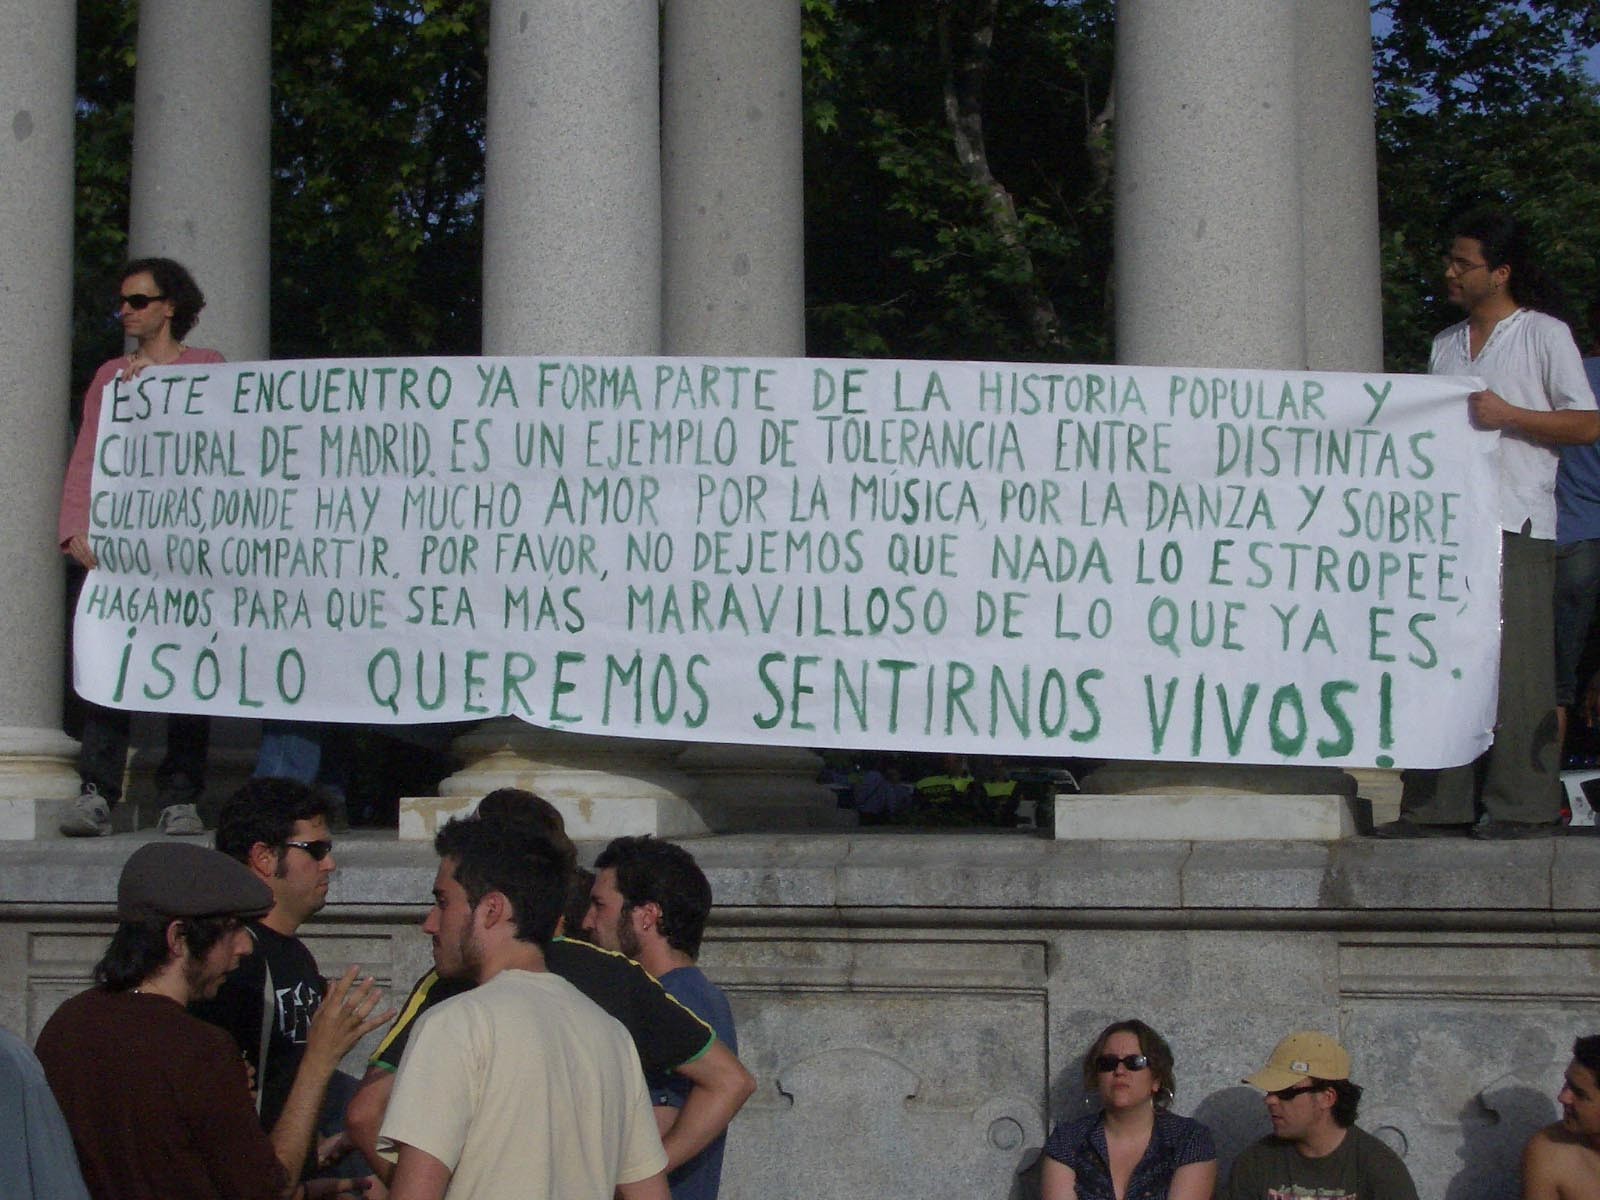 ESTE ENCUENTRO YA FORMA PARTE DE LA HISTORIA POPULAR Y
CULTURAL DE MADRID. ES UN EJEMPLO DE TOLERANCIA ENTRE DISTINTAS
CULTURAS, DONDE HAY MUCHO AMOR POR LA MÚSICA, POR LA DANZA Y SOBRE
TODO, POR COMPARTIR. POR FAVOR, NO DEJEMOS QUE NADA LO ESTROPEE,
HAGAMOS PARA QUE SEA MÁS MARAVILLOSO DE LO QUE YA ES.
¡SÓLO QUEREMOS SENTIRNOS VIVOS!